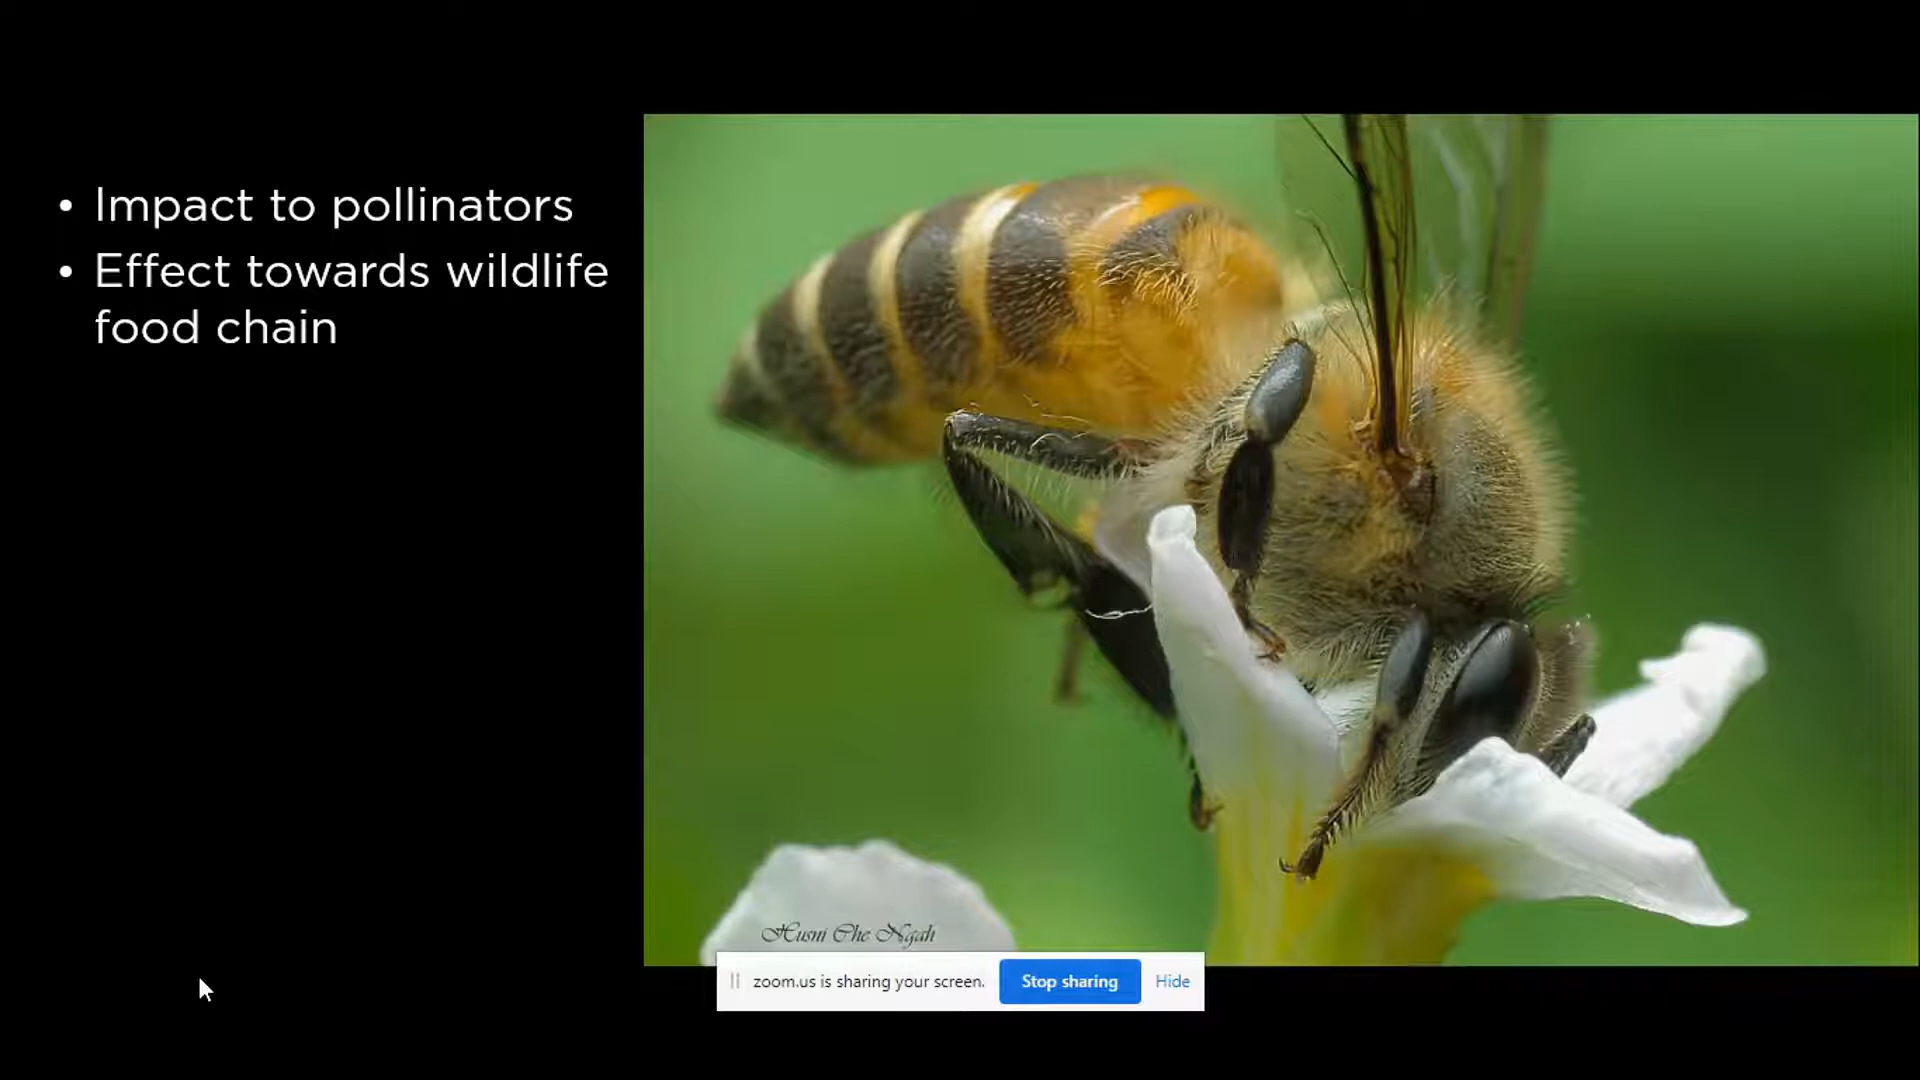 • Impact to pollinators
• Effect towards wildlife
food chain
Husni Che Ngah
zoom.us is sharing your screen. Stop sharing Hide